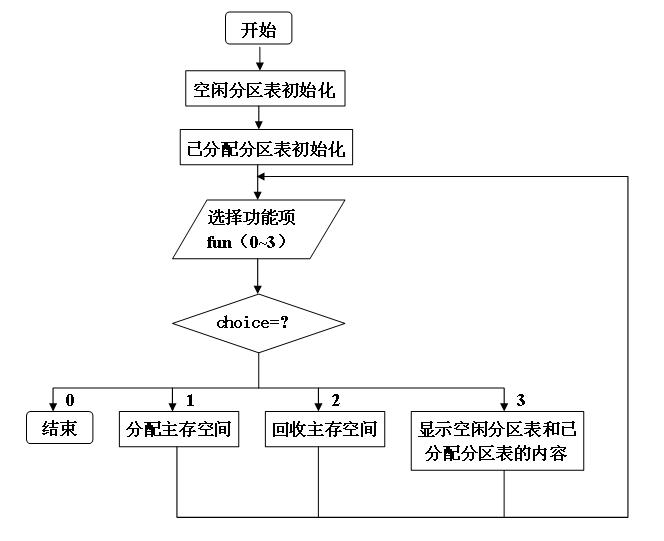 开始
空闲分区表初始化
已分配分区表初始化
选择功能项
fun（0~3）
choice=?
0
1
2
3
结束
分配主存空间
回收主存空间
显示空闲分区表和已
分配分区表的内容